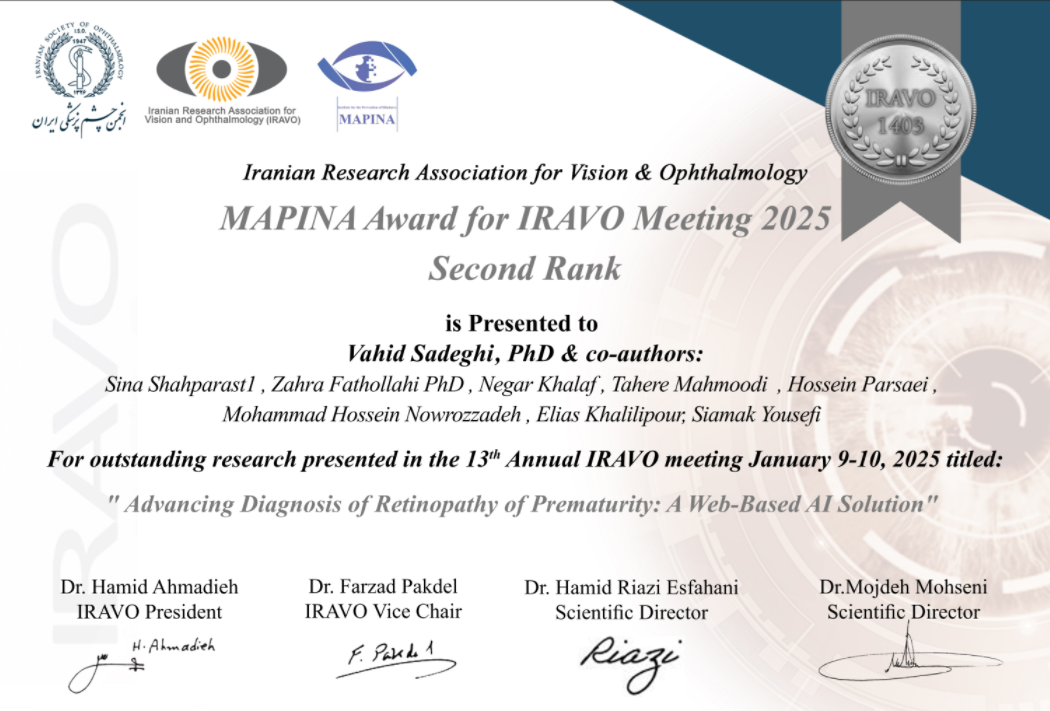 IRANIAN SOCIETY OF OPHTHALMOLOGY
I.S.O.
1947
۱۳۲۶
انجمن چشم پزشکی ایران
Iranian Research Association for
Vision and Ophthalmology (IRAVO)
MAPINA
IRAVO
1403
Iranian Research Association for Vision & Ophthalmology
MAPINA Award for IRAVO Meeting 2025
Second Rank
is Presented to
Vahid Sadeghi, PhD & co-authors:
Sina Shahparast1 , Zahra Fathollahi PhD , Negar Khalaf , Tahere Mahmoodi , Hossein Parsaei ,
Mohammad Hossein Nowrozzadeh , Elias Khalilipour, Siamak Yousefi
For outstanding research presented in the 13th Annual IRAVO meeting January 9-10, 2025 titled:
" Advancing Diagnosis of Retinopathy of Prematurity: A Web-Based AI Solution"
IRAVO
Dr. Hamid Ahmadieh
IRAVO President
H. Ahmadieh
Dr. Farzad Pakdel
IRAVO Vice Chair
F. Pakdel
Dr. Hamid Riazi Esfahani
Scientific Director
Riazi
Dr.Mojdeh Mohseni
Scientific Director